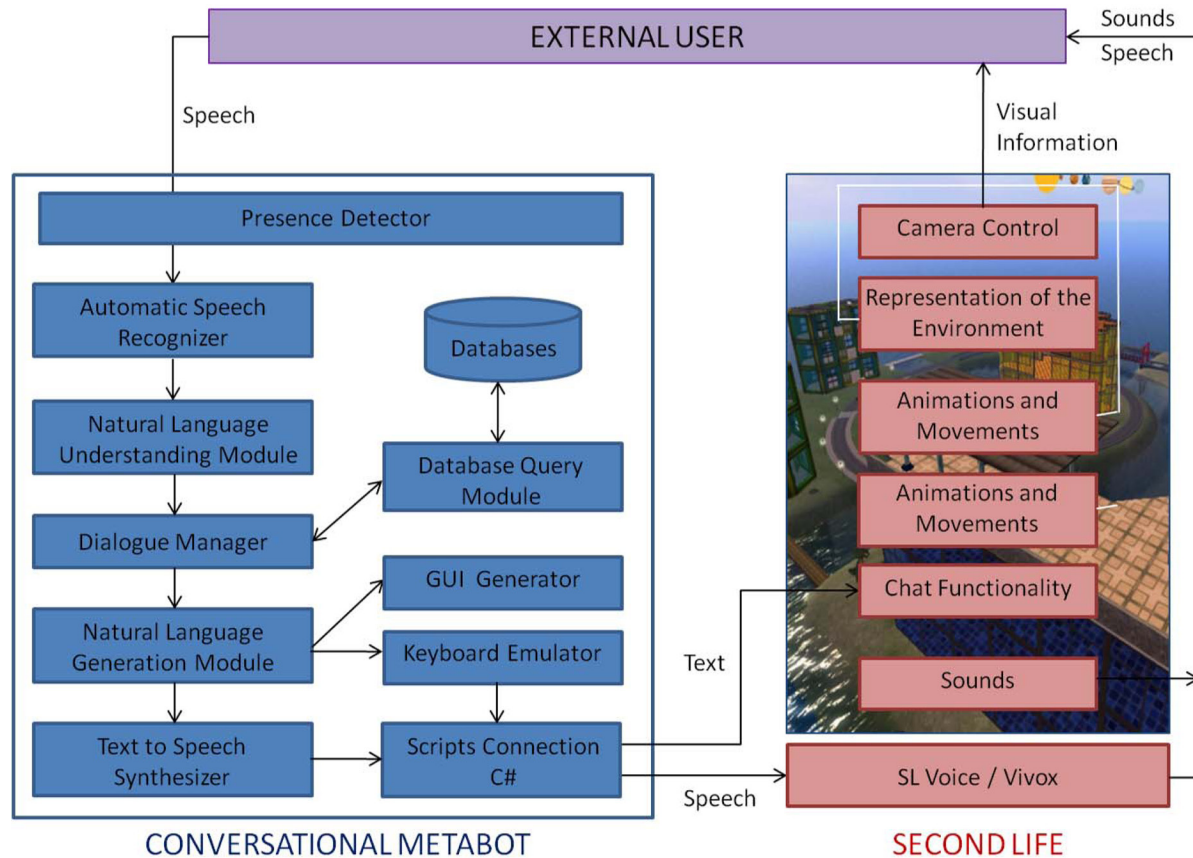 EXTERNAL USER
Sounds
Speech
Speech
Visual
Information
Presence Detector
Automatic Speech
Recognizer
Natural Language
Understanding Module
Dialogue Manager
Natural Language
Generation Module
Text to Speech
Synthesizer
Databases
Database Query
Module
GUI Generator
Keyboard Emulator
Scripts Connection
C#
Text
Speech
Camera Control
Representation of the
Environment
Animations and
Movements
Animations and
Movements
Chat Functionality
Sounds
SL Voice / Vivox
CONVERSATIONAL METABOT
SECOND LIFE